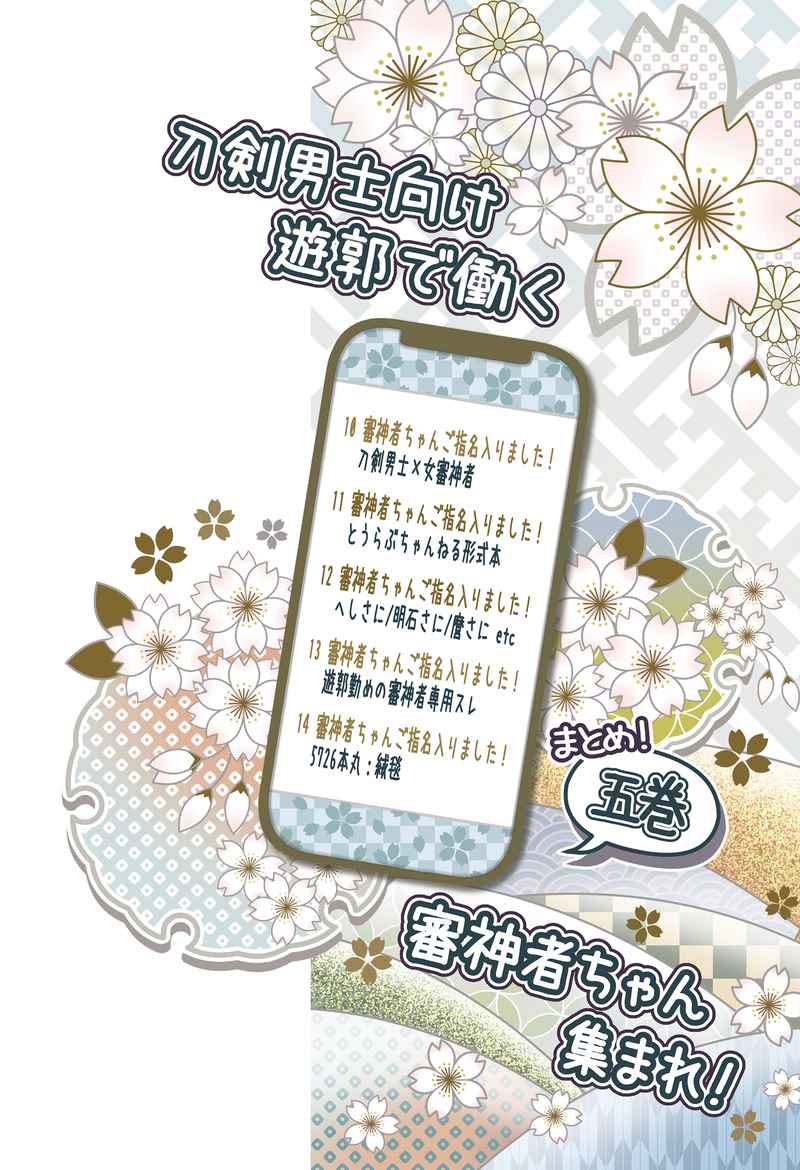 刀剣男士向け
遊郭で働く
10 審神者ちゃんご指名入りました！
刀剣男士×女審神者
11 審神者ちゃんご指名入りました！
とうらぶちゃんねる形式本
12 審神者ちゃんご指名入りました！
へしさに/明石さに/麿さに etc
13 審神者ちゃんご指名入りました！
遊郭勤めの審神者専用スレ
14 審神者ちゃんご指名入りました！
5726本丸：絨毯
まとめ！
五巻
審神者ちゃん
集まれ！